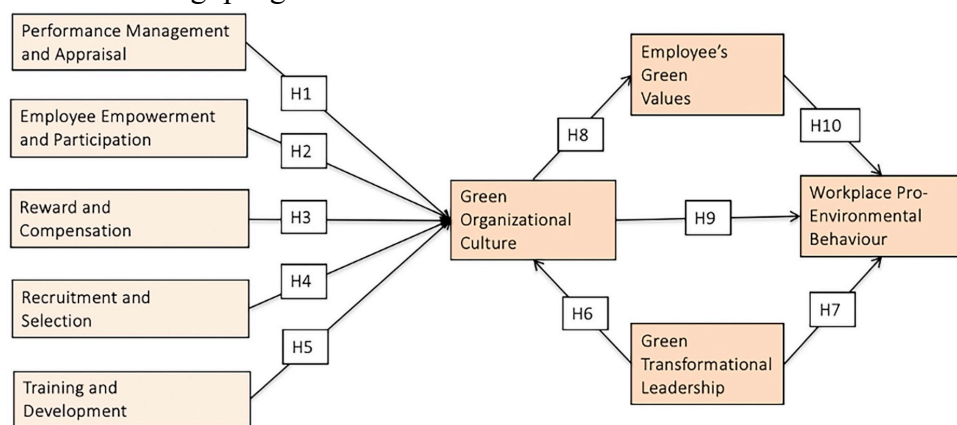 Performance Management
and Appraisal
H1
Employee Empowerment
and Participation
H2
Reward and
Compensation
H3
Recruitment and
Selection
H4
Training and
Development
H5
Green
Organizational
Culture
H8
Employee's
Green
Values
H10
H9
Workplace Pro-
Environmental
Behaviour
H6
Green
Transformational
Leadership
H7